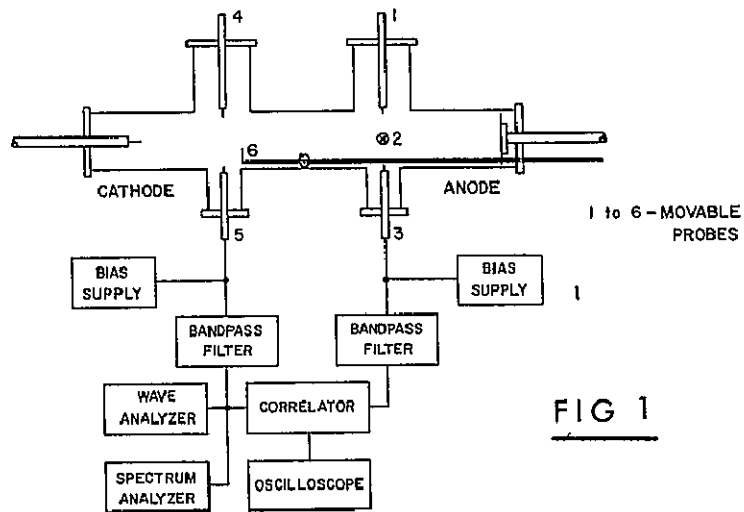 4
1
2
6
CATHODE
ANODE
5
3
1 to 6 - MOVABLE
PROBES
BIAS
SUPPLY
BIAS
SUPPLY
1
BANDPASS
FILTER
BANDPASS
FILTER
WAVE
ANALYZER
CORRELATOR
FIG 1
SPECTRUM
ANALYZER
OSCILLOSCOPE